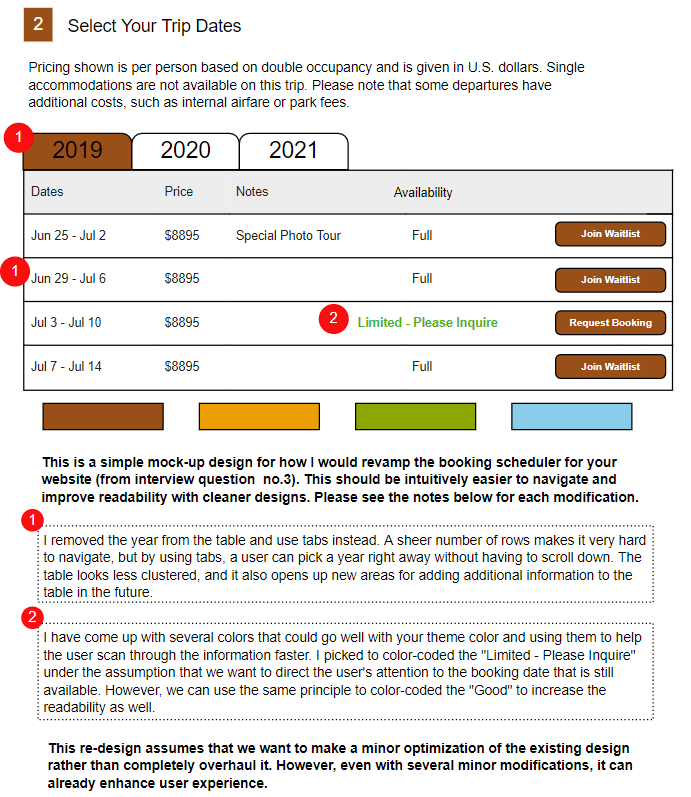 2 Select Your Trip Dates
Pricing shown is per person based on double occupancy and is given in U.S. dollars. Single
accommodations are not available on this trip. Please note that some departures have
additional costs, such as internal airfare or park fees.
1 2019 2020 2021
Dates Price Notes Availability
Jun 25 - Jul 2 $8895 Special Photo Tour Full Join Waitlist
1 Jun 29 - Jul 6 $8895 Full Join Waitlist
Jul 3 - Jul 10 $8895 2 Limited - Please Inquire Request Booking
Jul 7 - Jul 14 $8895 Full Join Waitlist
This is a simple mock-up design for how I would revamp the booking scheduler for your
website (from interview question no.3). This should be intuitively easier to navigate and
improve readability with cleaner designs. Please see the notes below for each modification.
1
I removed the year from the table and use tabs instead. A sheer number of rows makes it very hard
to navigate, but by using tabs, a user can pick a year right away without having to scroll down. The
table looks less clustered, and it also opens up new areas for adding additional information to the
table in the future.
2
I have come up with several colors that could go well with your theme color and using them to help
the user scan through the information faster. I picked to color-coded the "Limited - Please Inquire"
under the assumption that we want to direct the user's attention to the booking date that is still
available. However, we can use the same principle to color-coded the "Good" to increase the
readability as well.
This re-design assumes that we want to make a minor optimization of the existing design
rather than completely overhaul it. However, even with several minor modifications, it can
already enhance user experience.